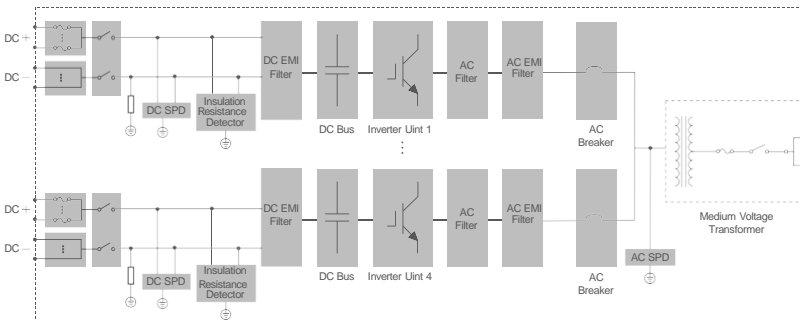 DC +
DC −
DC SPD
Insulation
Resistance
Detector
DC EMI
Filter
DC Bus
Inverter Uint 1
AC
Filter
AC EMI
Filter
AC
Breaker
DC +
DC −
DC SPD
Insulation
Resistance
Detector
DC EMI
Filter
DC Bus
Inverter Uint 4
AC
Filter
AC EMI
Filter
AC
Breaker
AC SPD
Medium Voltage
Transformer